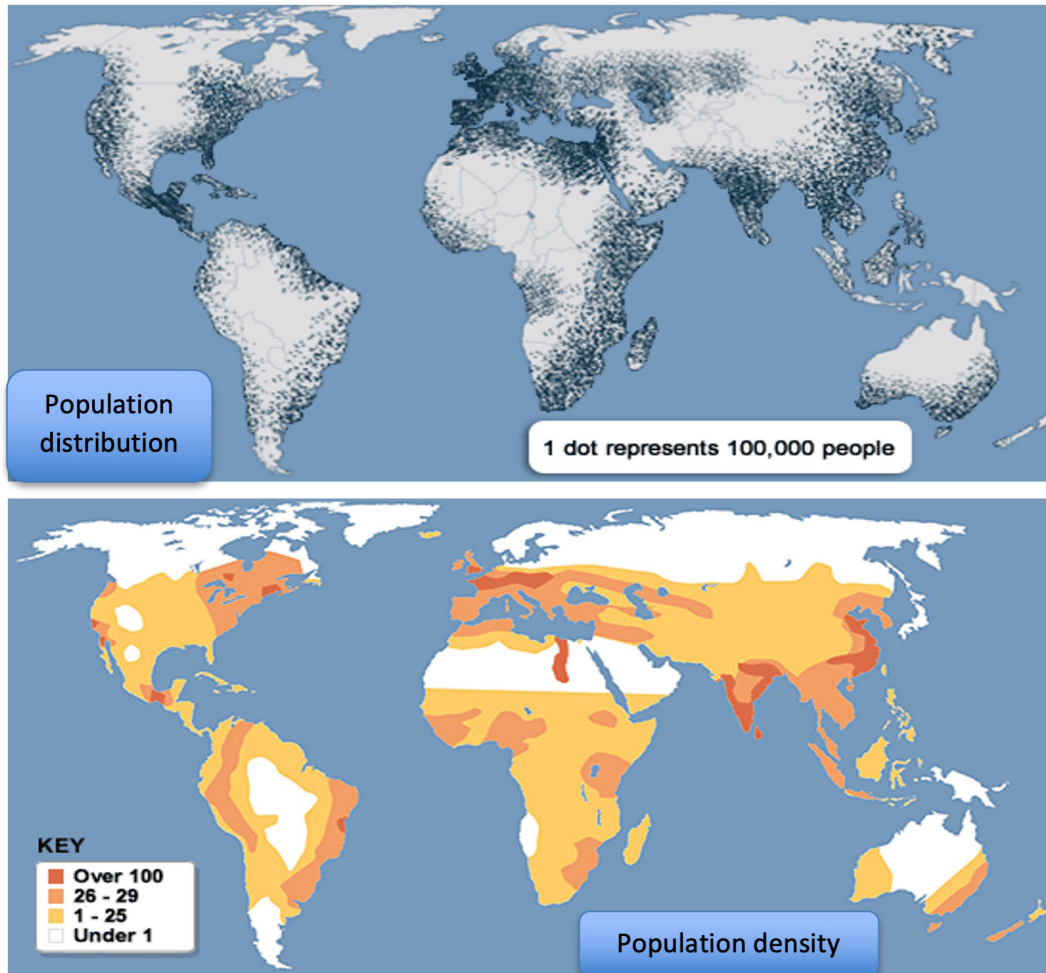 Population
distribution
1 dot represents 100,000 people
KEY
Over 100
26 - 29
1 - 25
Under 1
Population density